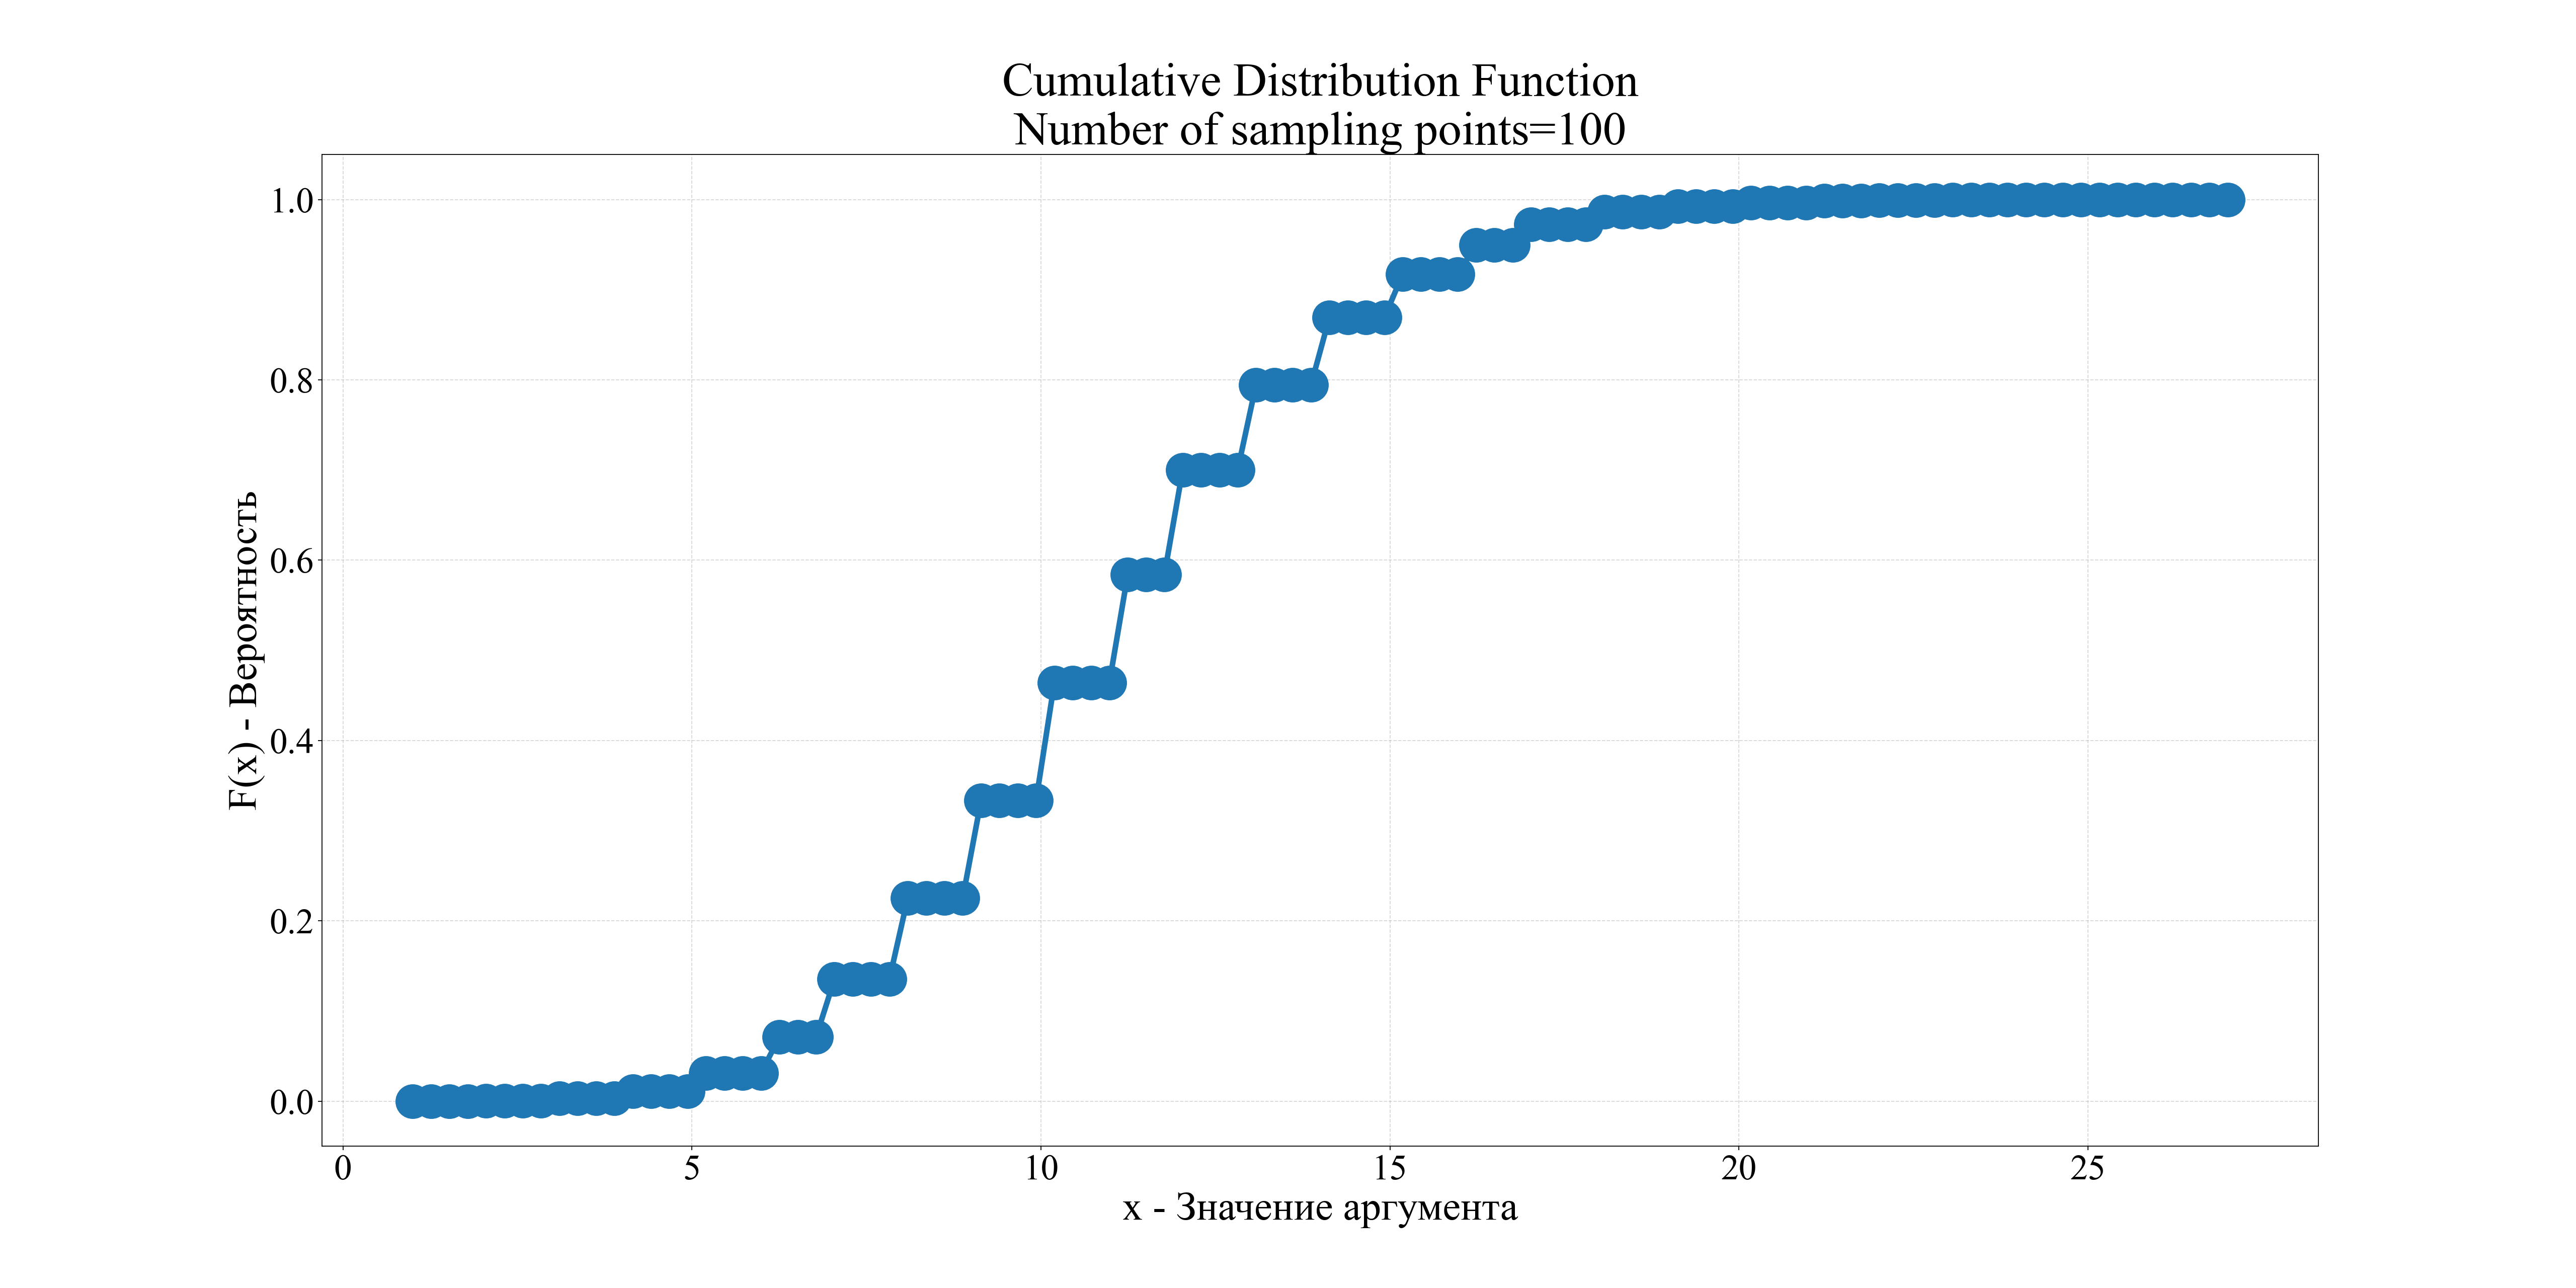 Cumulative Distribution Function
Number of sampling points=100
F(x) - Вероятность
1.0
0.8
0.6
0.4
0.2
0.0
0 5 10 15 20 25
x - Значение аргумента